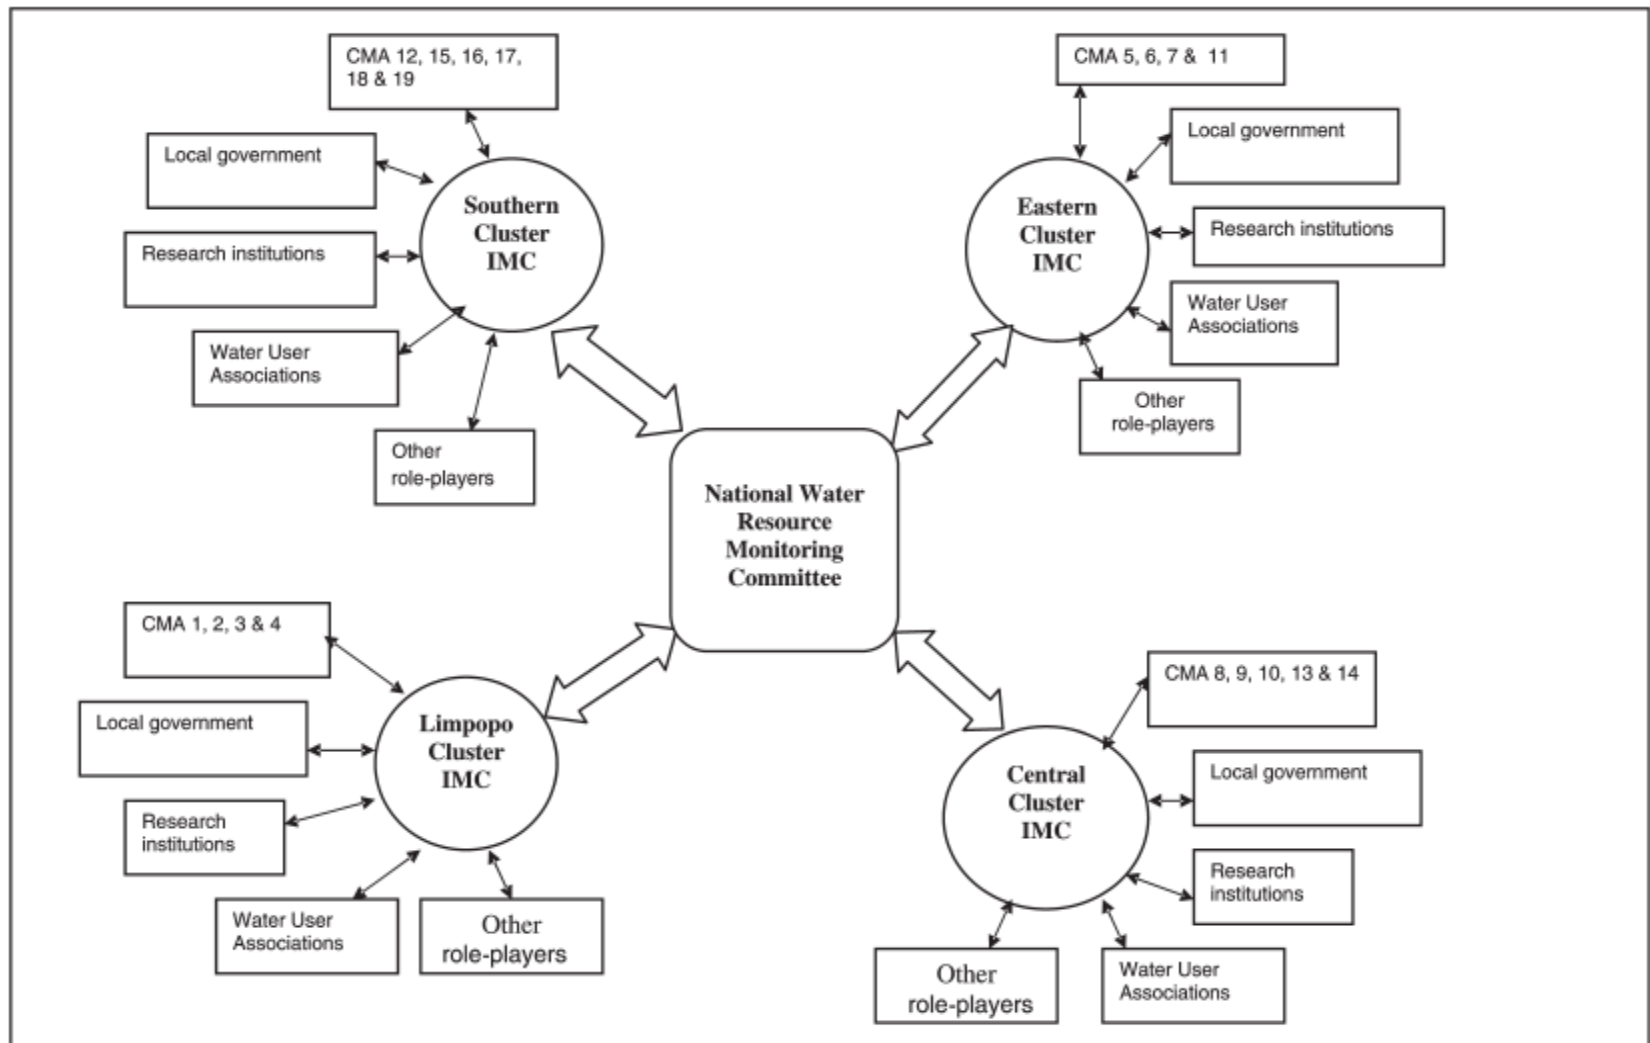 CMA 12, 15, 16, 17,
18 & 19
Local government
Research institutions
Water User
Associations
Other
role-players
Southern
Cluster
IMC
CMA 5, 6, 7 & 11
Local government
Research institutions
Water User
Associations
Other
role-players
Eastern
Cluster
IMC
National Water
Resource
Monitoring
Committee
CMA 1, 2, 3 & 4
Local government
Research
institutions
Water User
Associations
Other
role-players
Limpopo
Cluster
IMC
CMA 8, 9, 10, 13 & 14
Local government
Research
institutions
Water User
Associations
Other
role-players
Central
Cluster
IMC